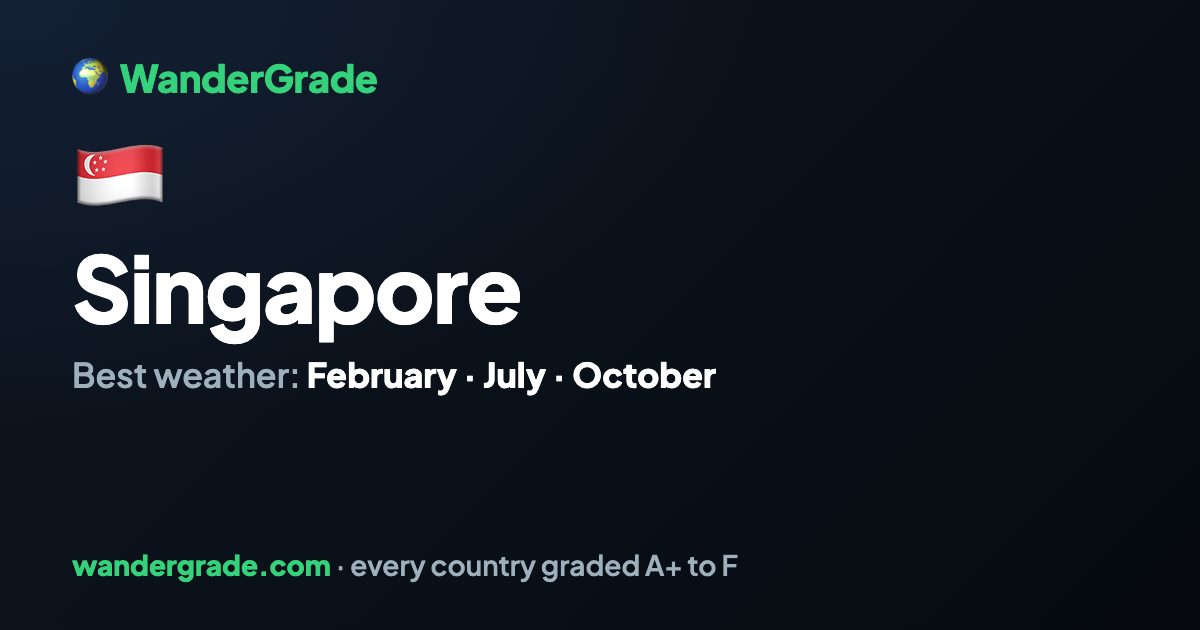 WanderGrade
Singapore
Best weather: February · July · October
wandergrade.com · every country graded A+ to F